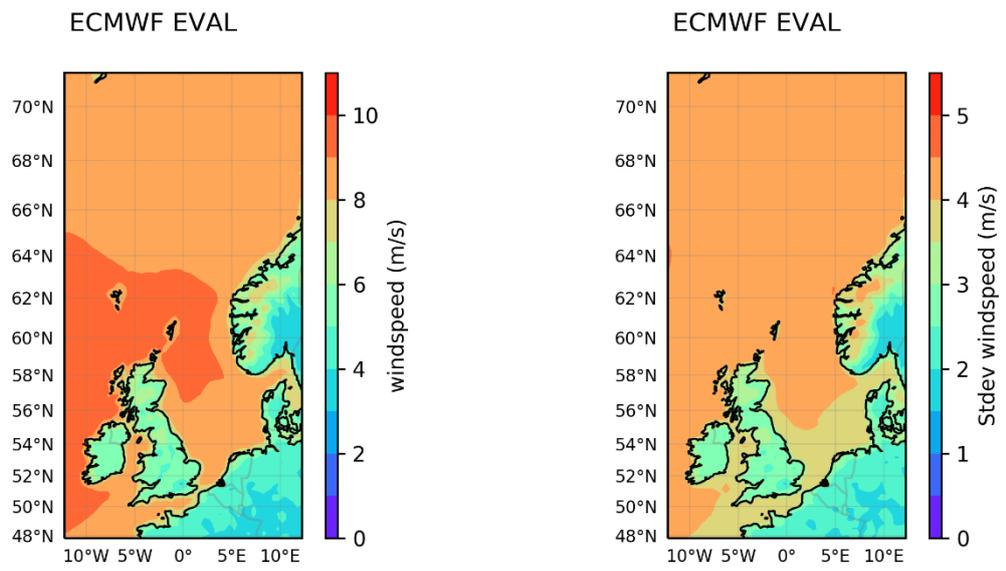 ECMWF EVAL
70°N
68°N
66°N
64°N
62°N
60°N
58°N
56°N
54°N
52°N
50°N
48°N
10°W 5°W 0° 5°E 10°E
10
8
6
4
2
0
windspeed (m/s)
ECMWF EVAL
70°N
68°N
66°N
64°N
62°N
60°N
58°N
56°N
54°N
52°N
50°N
48°N
10°W 5°W 0° 5°E 10°E
5
4
3
2
1
0
Stdev windspeed (m/s)